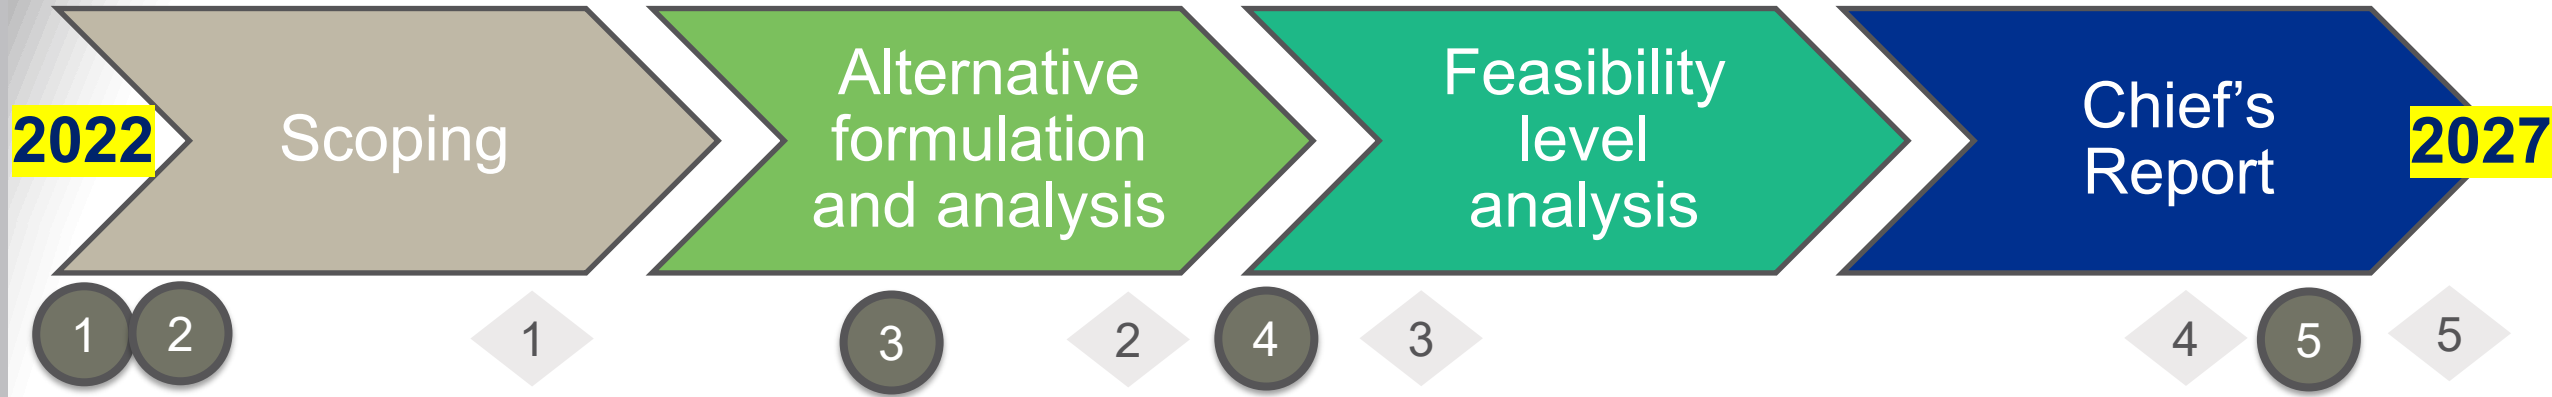 2022
Scoping
Alternative
formulation
and analysis
Feasibility
level
analysis
Chief’s
Report
2027
1
2
1
3
2
4
3
4
5
5